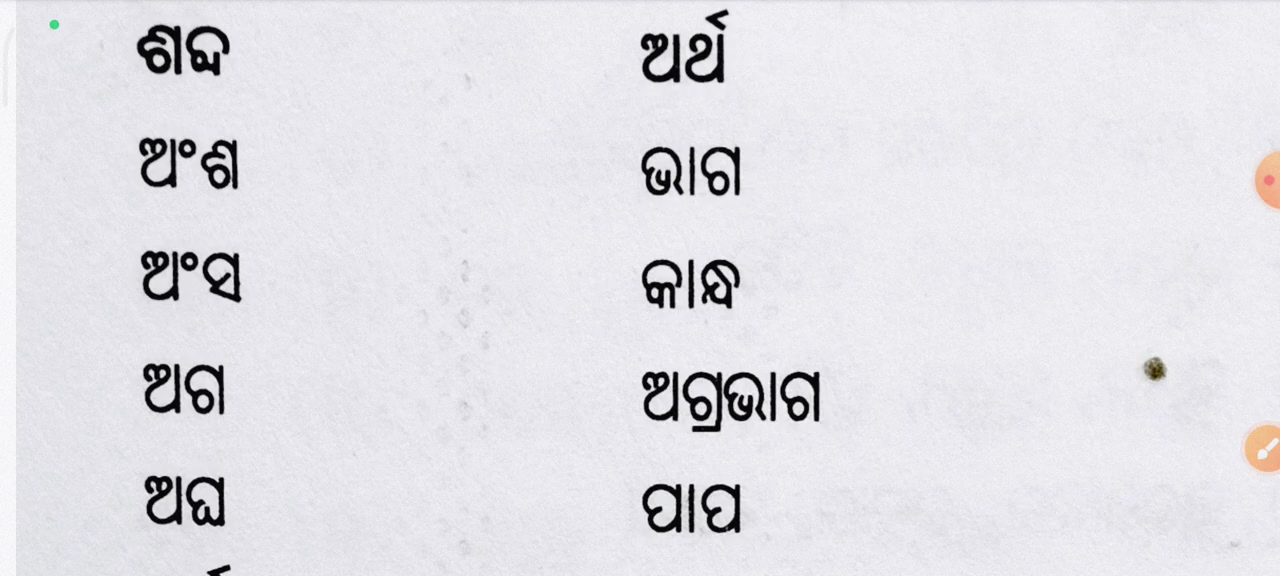 ଶବ୍ଦ ଅର୍ଥ
ଅଂଶ ଭାଗ
ଅଂସ କାନ୍ଧ
ଅଗ ଅଗ୍ରଭାଗ
ଅଘ ପାପ